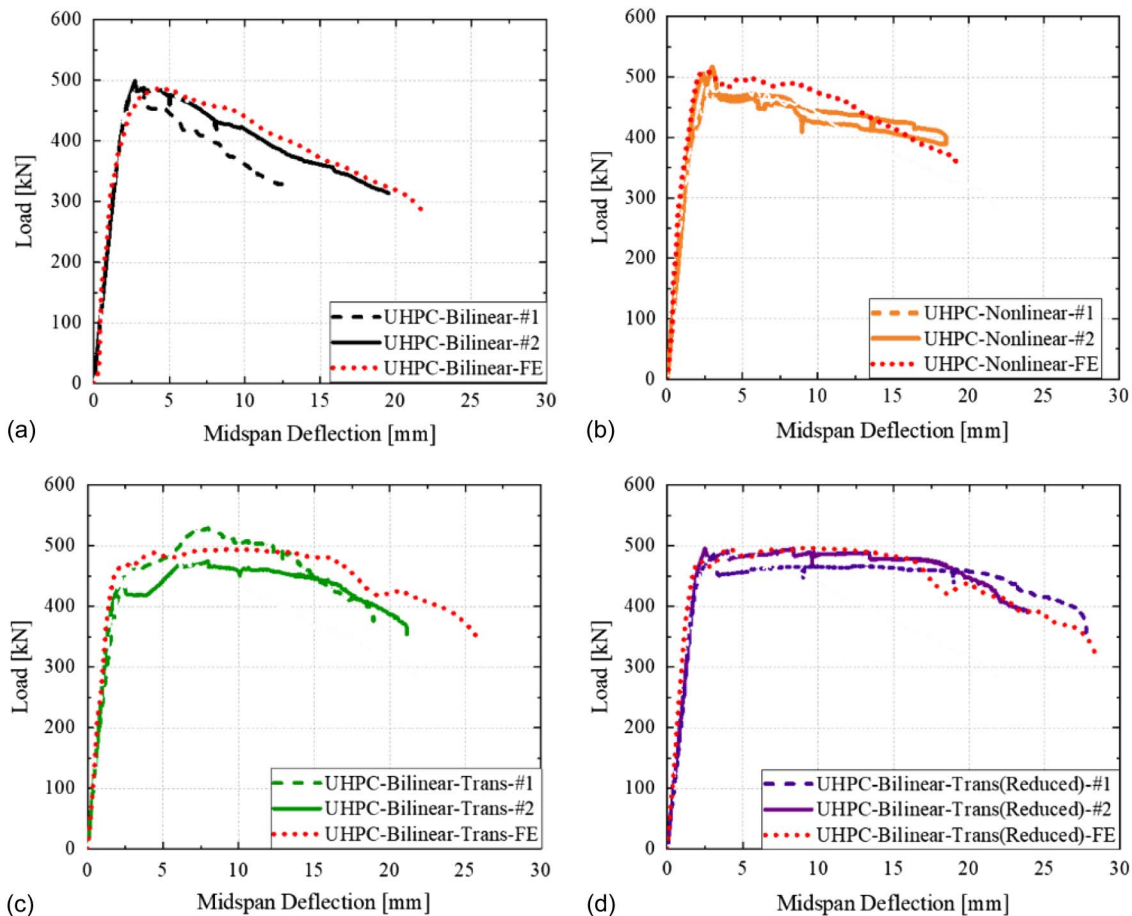 600
500
400
300
200
100
0
Load [kN]
UHPC-Bilinear-#1
UHPC-Bilinear-#2
UHPC-Bilinear-FE
0 5 10 15 20 25 30
Midspan Deflection [mm]
(a)
600
500
400
300
200
100
0
Load [kN]
UHPC-Nonlinear-#1
UHPC-Nonlinear-#2
UHPC-Nonlinear-FE
0 5 10 15 20 25 30
Midspan Deflection [mm]
(b)
600
500
400
300
200
100
0
Load [kN]
UHPC-Bilinear-Trans-#1
UHPC-Bilinear-Trans-#2
UHPC-Bilinear-Trans-FE
0 5 10 15 20 25 30
Midspan Deflection [mm]
(c)
600
500
400
300
200
100
0
Load [kN]
UHPC-Bilinear-Trans(Reduced)-#1
UHPC-Bilinear-Trans(Reduced)-#2
UHPC-Bilinear-Trans(Reduced)-FE
0 5 10 15 20 25 30
Midspan Deflection [mm]
(d)